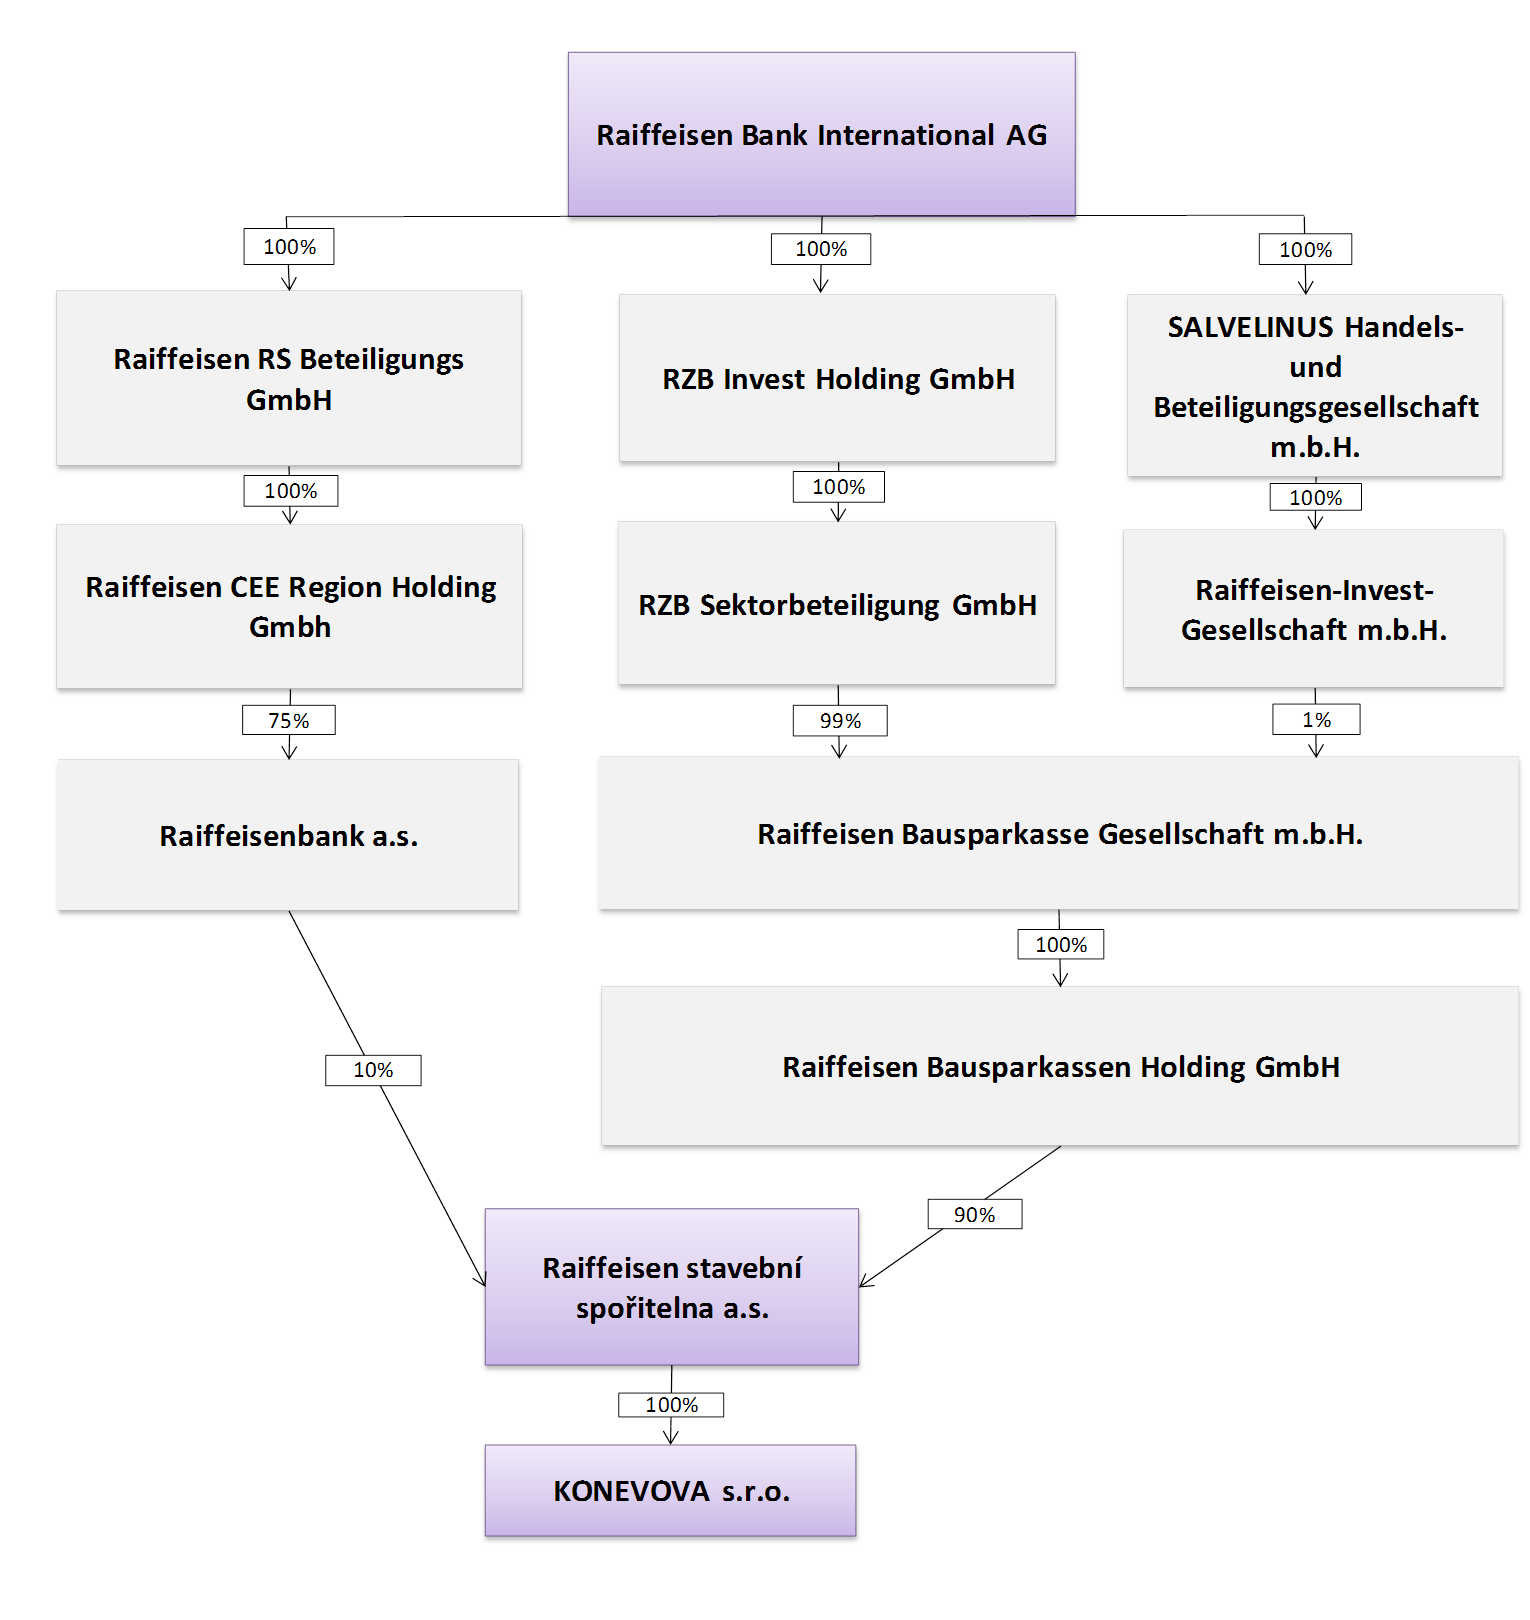 Raiffeisen Bank International AG
100%
100%
100%
Raiffeisen RS Beteiligungs
GmbH
RZB Invest Holding GmbH
SALVELINUS Handels-
und
Beteiligungsgesellschaft
m.b.H.
100%
100%
100%
Raiffeisen CEE Region Holding
Gmbh
RZB Sektorbeteiligung GmbH
Raiffeisen-Invest-
Gesellschaft m.b.H.
75%
99%
1%
Raiffeisenbank a.s.
Raiffeisen Bausparkasse Gesellschaft m.b.H.
100%
Raiffeisen Bausparkassen Holding GmbH
10%
90%
Raiffeisen stavební
spořitelna a.s.
100%
KONEVOVA s.r.o.